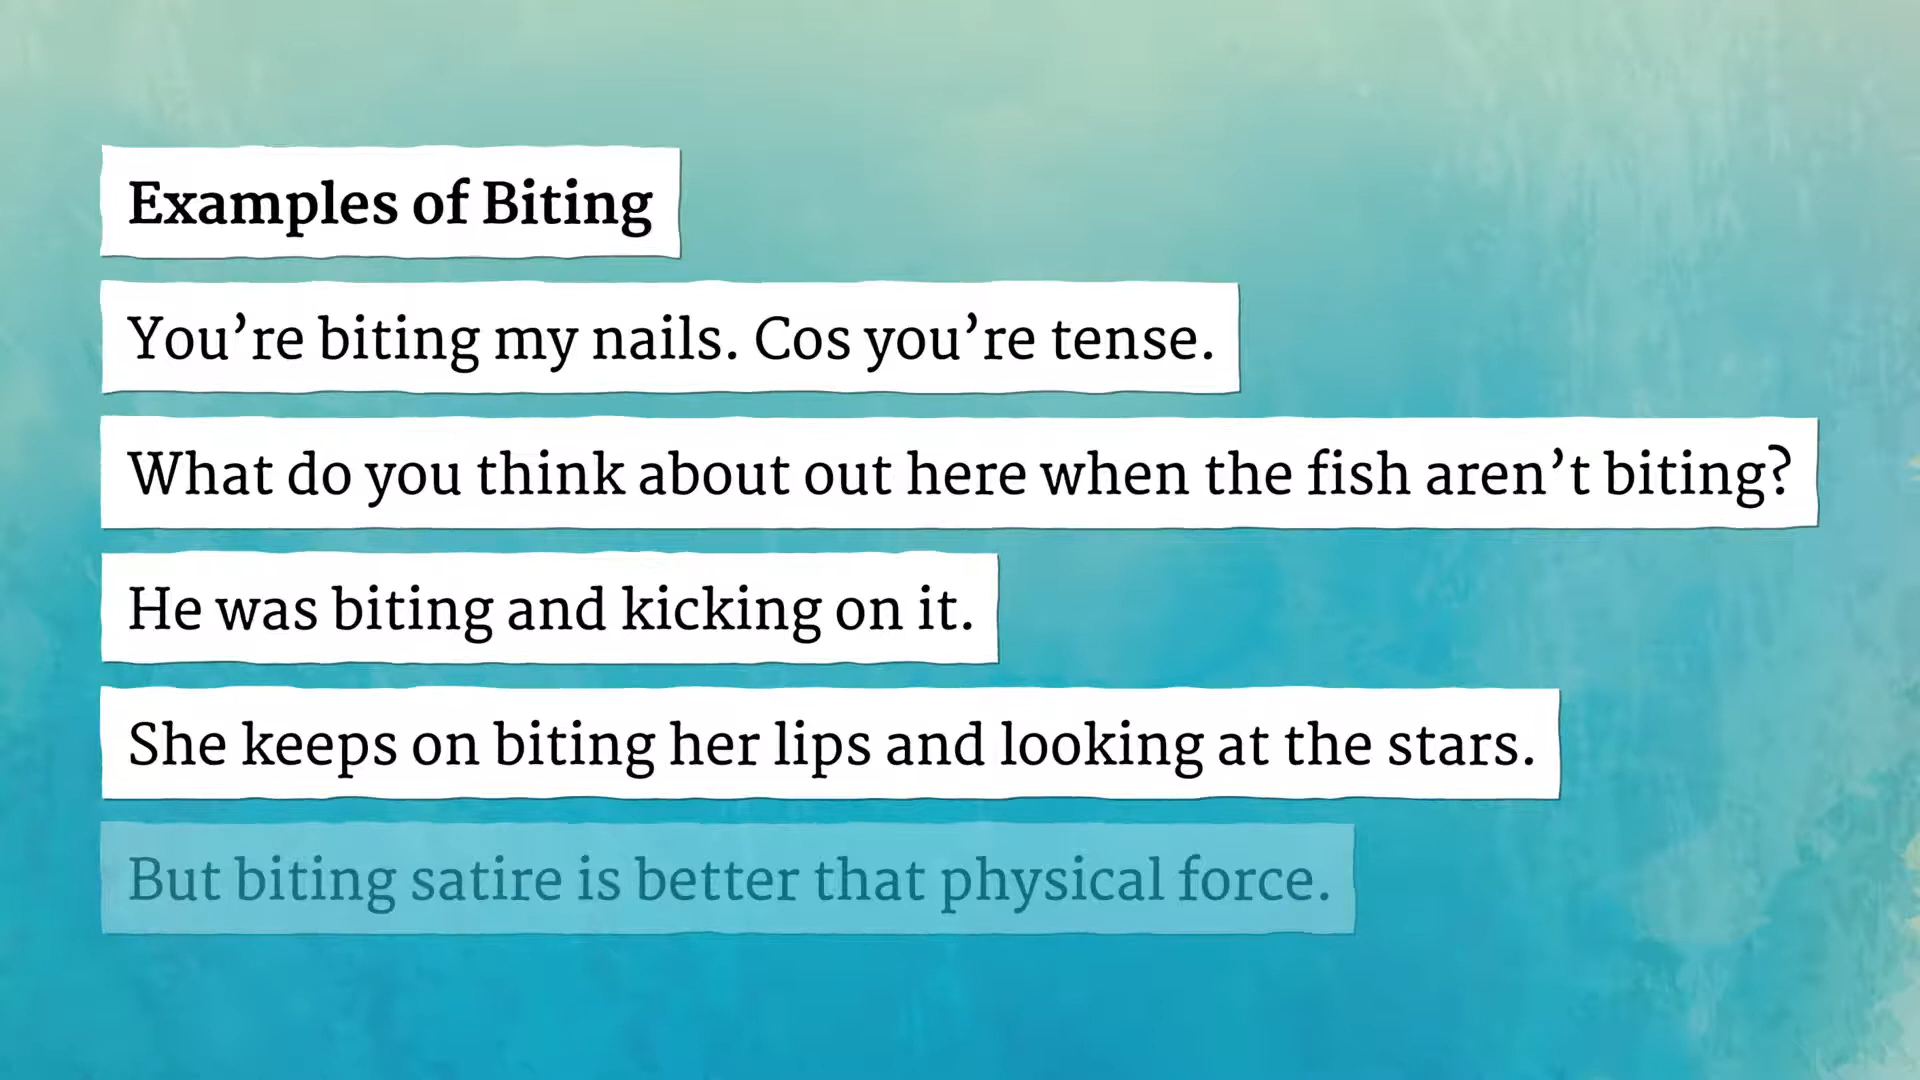 Examples of Biting
You’re biting my nails. Cos you’re tense.
What do you think about out here when the fish aren’t biting?
He was biting and kicking on it.
She keeps on biting her lips and looking at the stars.
But biting satire is better that physical force.